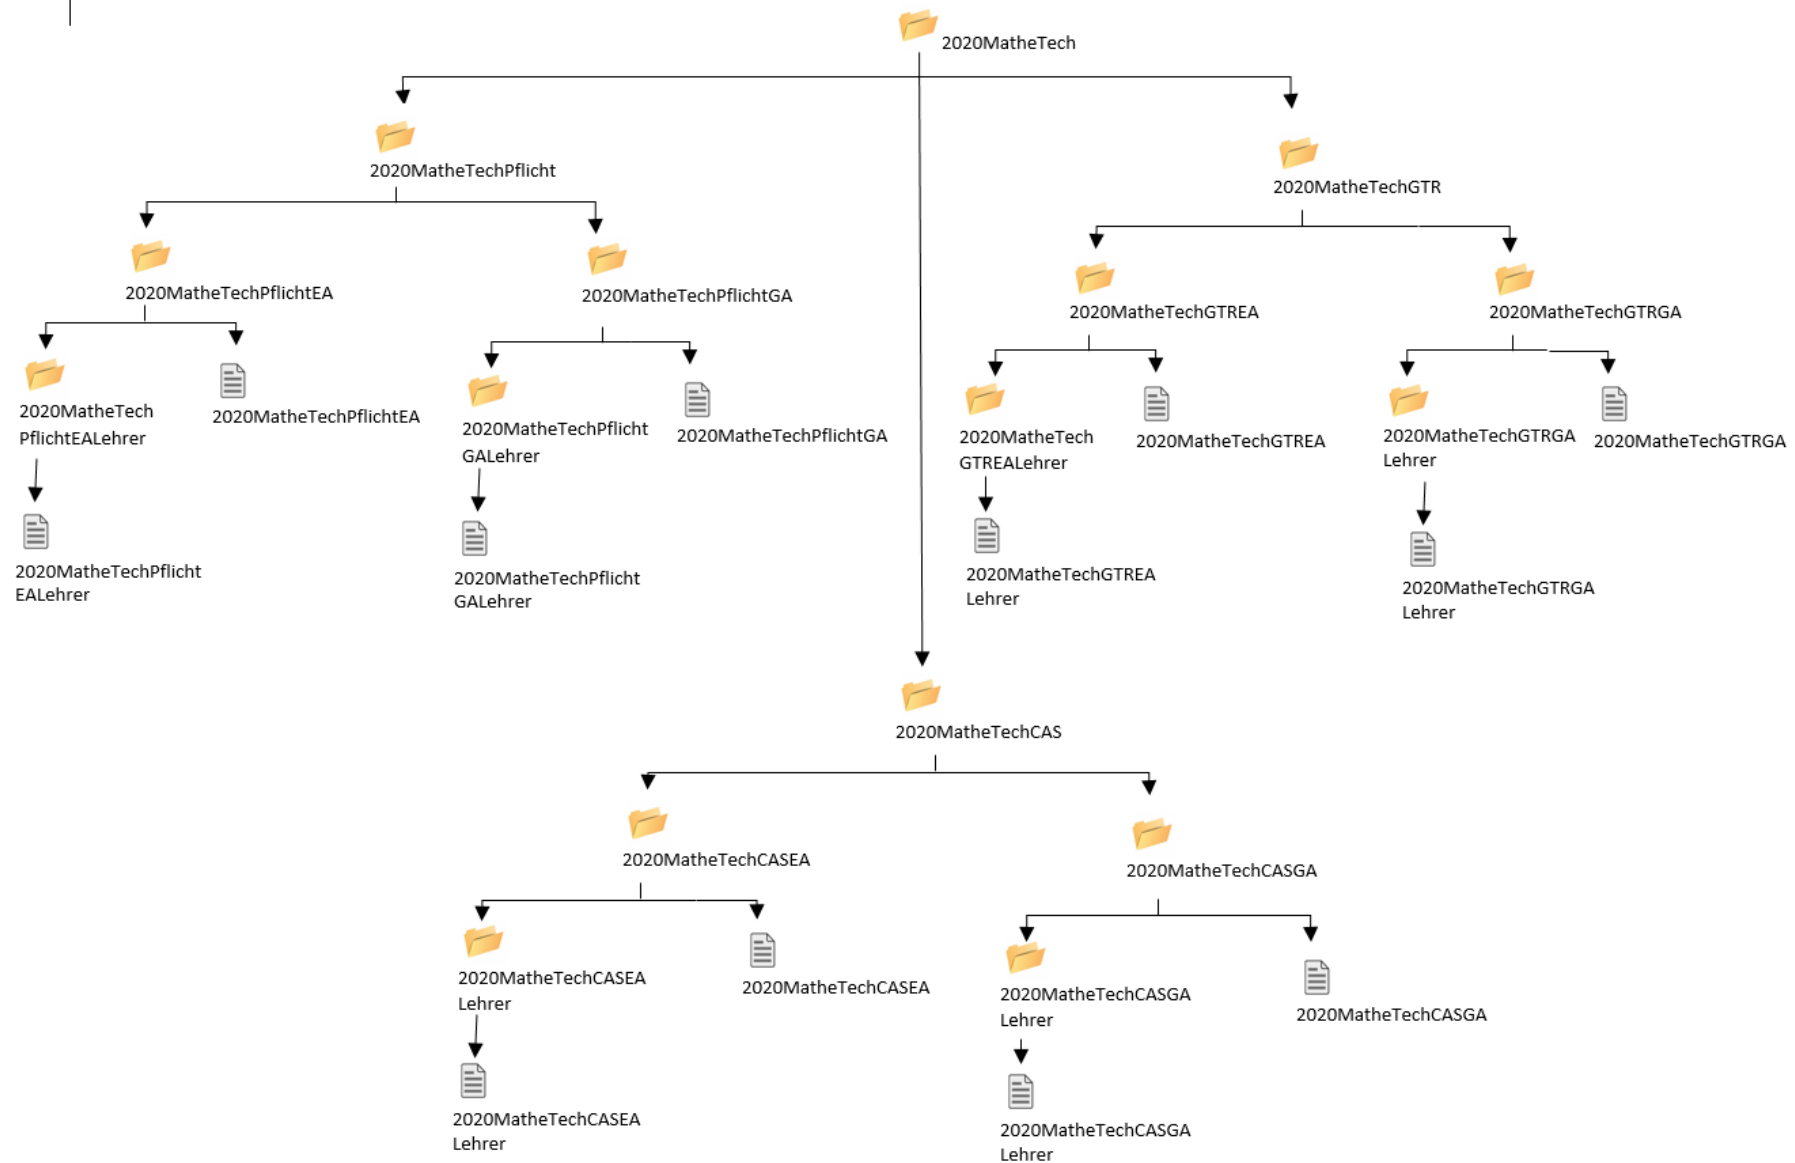 2020MatheTech
2020MatheTechPflicht
2020MatheTechGTR
2020MatheTechPflichtEA
2020MatheTechPflichtGA
2020MatheTechGTREA
2020MatheTechGTRGA
2020MatheTech
PflichtEALehrer
2020MatheTechPflichtEA
2020MatheTechPflicht
GALehrer
2020MatheTechPflichtGA
2020MatheTech
GTREALehrer
2020MatheTechGTREA
2020MatheTechGTRGA
Lehrer
2020MatheTechGTRGA
2020MatheTechPflicht
EALehrer
2020MatheTechPflicht
GALehrer
2020MatheTechGTREA
Lehrer
2020MatheTechGTRGA
Lehrer
2020MatheTechCAS
2020MatheTechCASEA
2020MatheTechCASGA
2020MatheTechCASEA
Lehrer
2020MatheTechCASEA
2020MatheTechCASGA
Lehrer
2020MatheTechCASGA
2020MatheTechCASEA
Lehrer
2020MatheTechCASGA
Lehrer